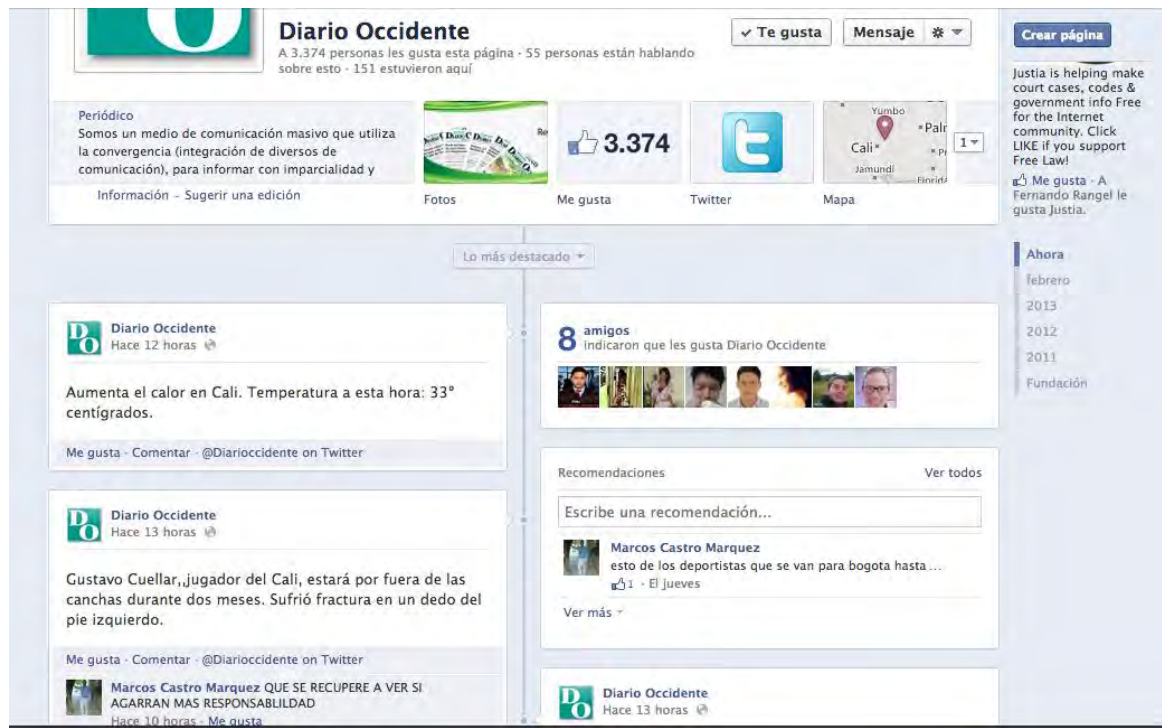 DO
Diario Occidente
A 3.374 personas les gusta esta página · 55 personas están hablando
sobre esto · 151 estuvieron aquí
✓ Te gusta
Mensaje
Periódico
Somos un medio de comunicación masivo que utiliza
la convergencia (integración de diversos de
comunicación), para informar con imparcialidad y
Información - Sugerir una edición
Fotos
3.374
Me gusta
Twitter
Yumbo
Cali
Jamundí
Mapa
1
Lo más destacado
DO
Diario Occidente
Hace 12 horas
Aumenta el calor en Cali. Temperatura a esta hora: 33°
centígrados.
Me gusta · Comentar · @Diarioccidente on Twitter
DO
Diario Occidente
Hace 13 horas
Gustavo Cuellar,,jugador del Cali, estará por fuera de las
canchas durante dos meses. Sufrió fractura en un dedo del
pie izquierdo.
Me gusta · Comentar · @Diarioccidente on Twitter
Marcos Castro Marquez QUE SE RECUPERE A VER SI
AGARRAN MAS RESPONSABLILDAD
Hace 10 horas · Me gusta
8 amigos
indicaron que les gusta Diario Occidente
Recomendaciones
Ver todos
Escribe una recomendación...
Marcos Castro Marquez
esto de los deportistas que se van para bogota hasta ...
1 · El jueves
Ver más
DO
Diario Occidente
Hace 13 horas
Crear página
Justia is helping make
court cases, codes &
government info Free
for the Internet
community. Click
LIKE if you support
Free Law!
Me gusta · A
Fernando Rangel le
gusta Justia.
Ahora
febrero
2013
2012
2011
Fundación